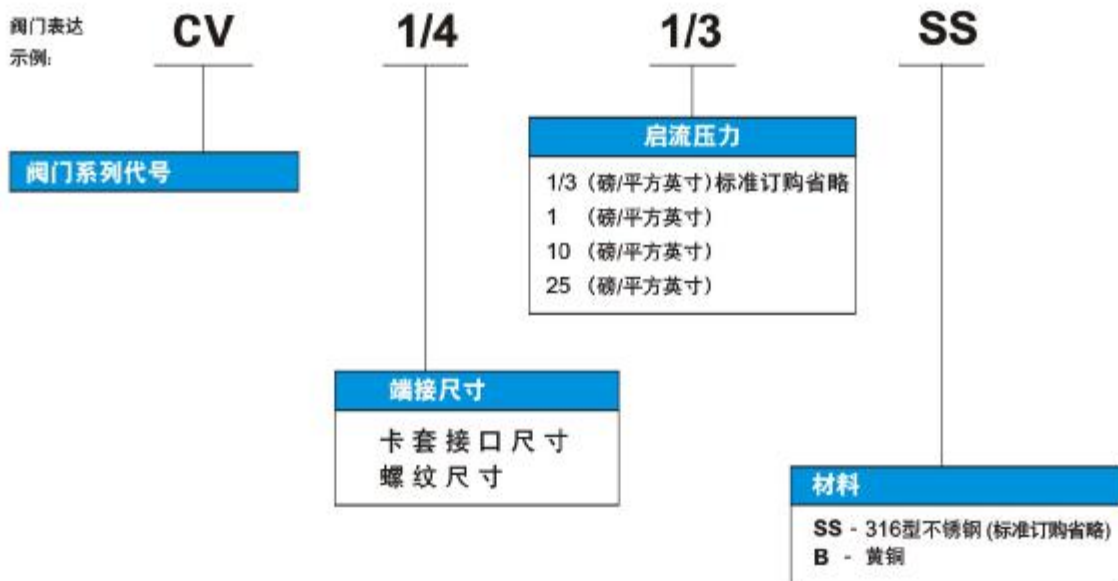 阀门表达
示例:
CV 1/4 1/3 SS
阀门系列代号
启流压力
1/3 (磅/平方英寸)标准订购省略
1 (磅/平方英寸)
10 (磅/平方英寸)
25 (磅/平方英寸)
端接尺寸
卡套接口尺寸
螺纹尺寸
材料
SS - 316型不锈钢(标准订购省略)
B - 黄铜